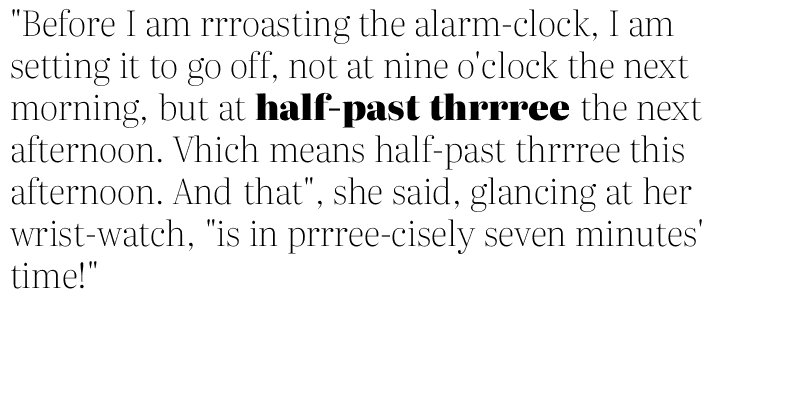 "Before I am rrroasting the alarm-clock, I am
setting it to go off, not at nine o'clock the next
morning, but at half-past thrrree the next
afternoon. Vhich means half-past thrrree this
afternoon. And that", she said, glancing at her
wrist-watch, "is in prrree-cisely seven minutes'
time!"